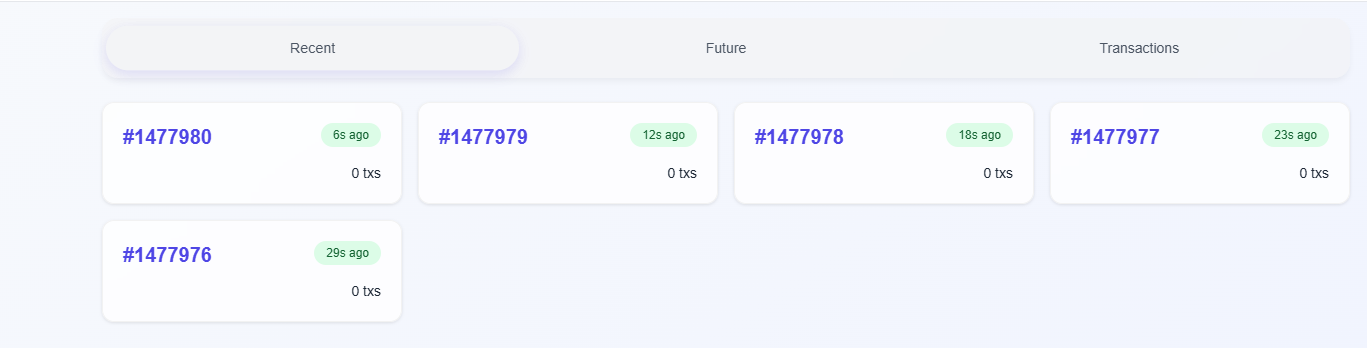 Recent Future Transactions
#1477980 6s ago #1477979 12s ago #1477978 18s ago #1477977 23s ago
0 txs 0 txs 0 txs 0 txs
#1477976 29s ago
0 txs